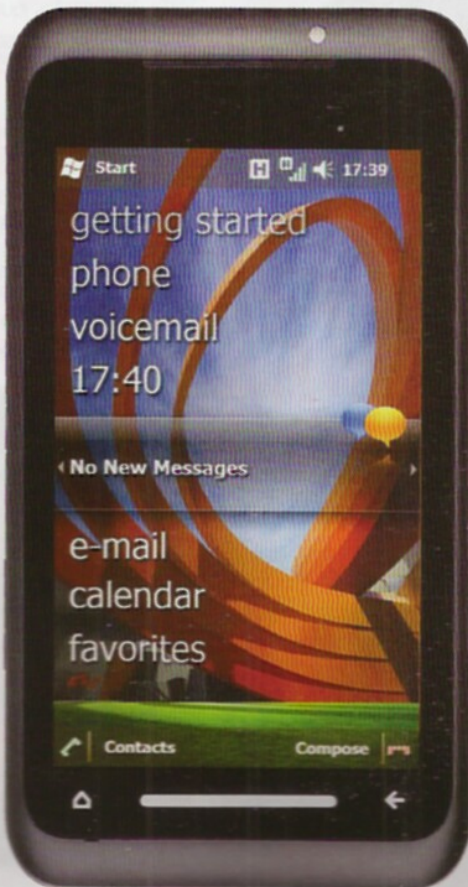 Start H H 17:39
getting started
phone
voicemail
17:40
No New Messages
e-mail
calendar
favorites
Contacts Compose